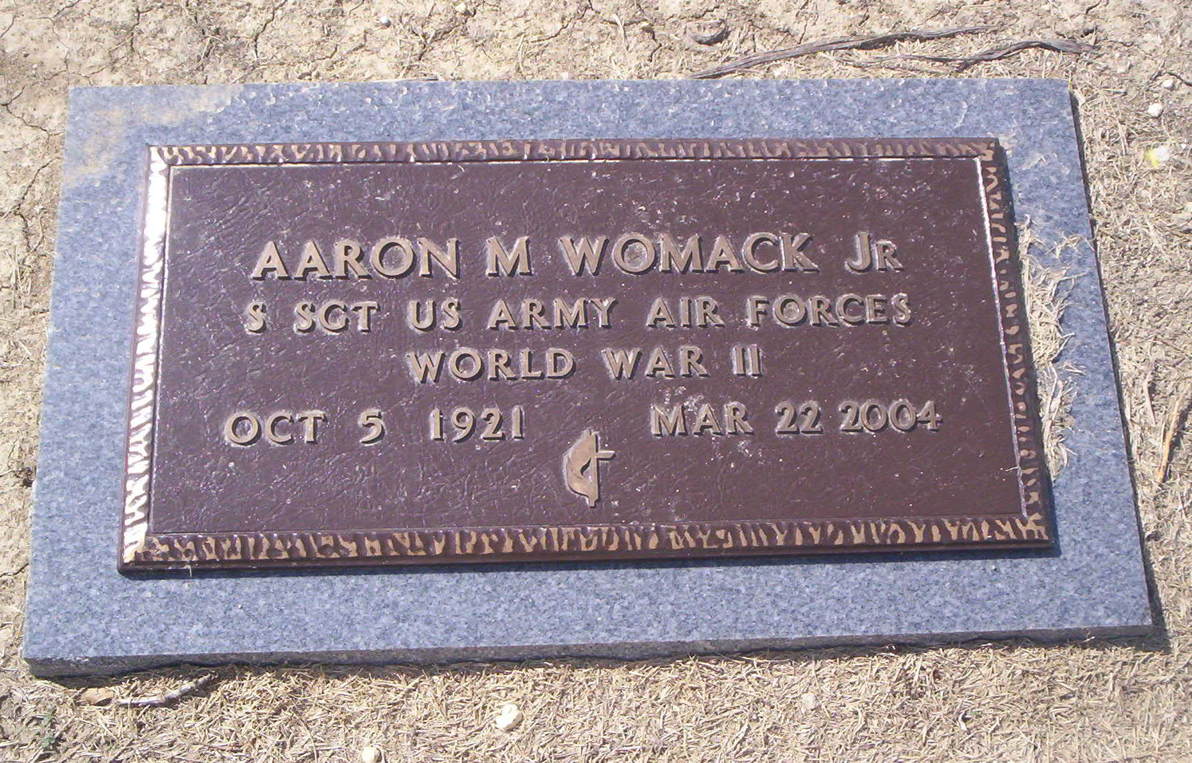 AARON M WOMACK JR
S SGT US ARMY AIR FORCES
WORLD WAR II
OCT 5 1921 MAR 22 2004